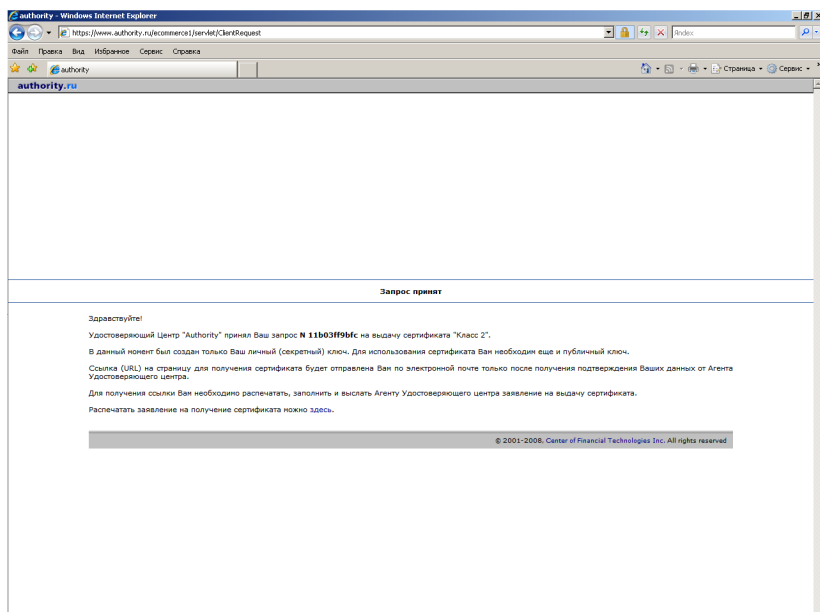 authority - Windows Internet Explorer
https://www.authority.ru/ecommerce1/servlet/ClientRequest
Яndex
Файл Правка Вид Избранное Сервис Справка
authority
Страница Сервис
authority.ru
Запрос принят
Здравствуйте!
Удостоверяющий Центр "Authority" принял Ваш запрос N 11b03ff9bfc на выдачу сертификата "Класс 2".
В данный момент был создан только Ваш личный (секретный) ключ. Для использования сертификата Вам необходим еще и публичный ключ.
Ссылка (URL) на страницу для получения сертификата будет отправлена Вам по электронной почте только после получения подтверждения Ваших данных от Агента
Удостоверяющего центра.
Для получения ссылки Вам необходимо распечатать, заполнить и выслать Агенту Удостоверяющего центра заявление на выдачу сертификата.
Распечатать заявление на получение сертификата можно здесь.
© 2001-2008, Center of Financial Technologies Inc. All rights reserved